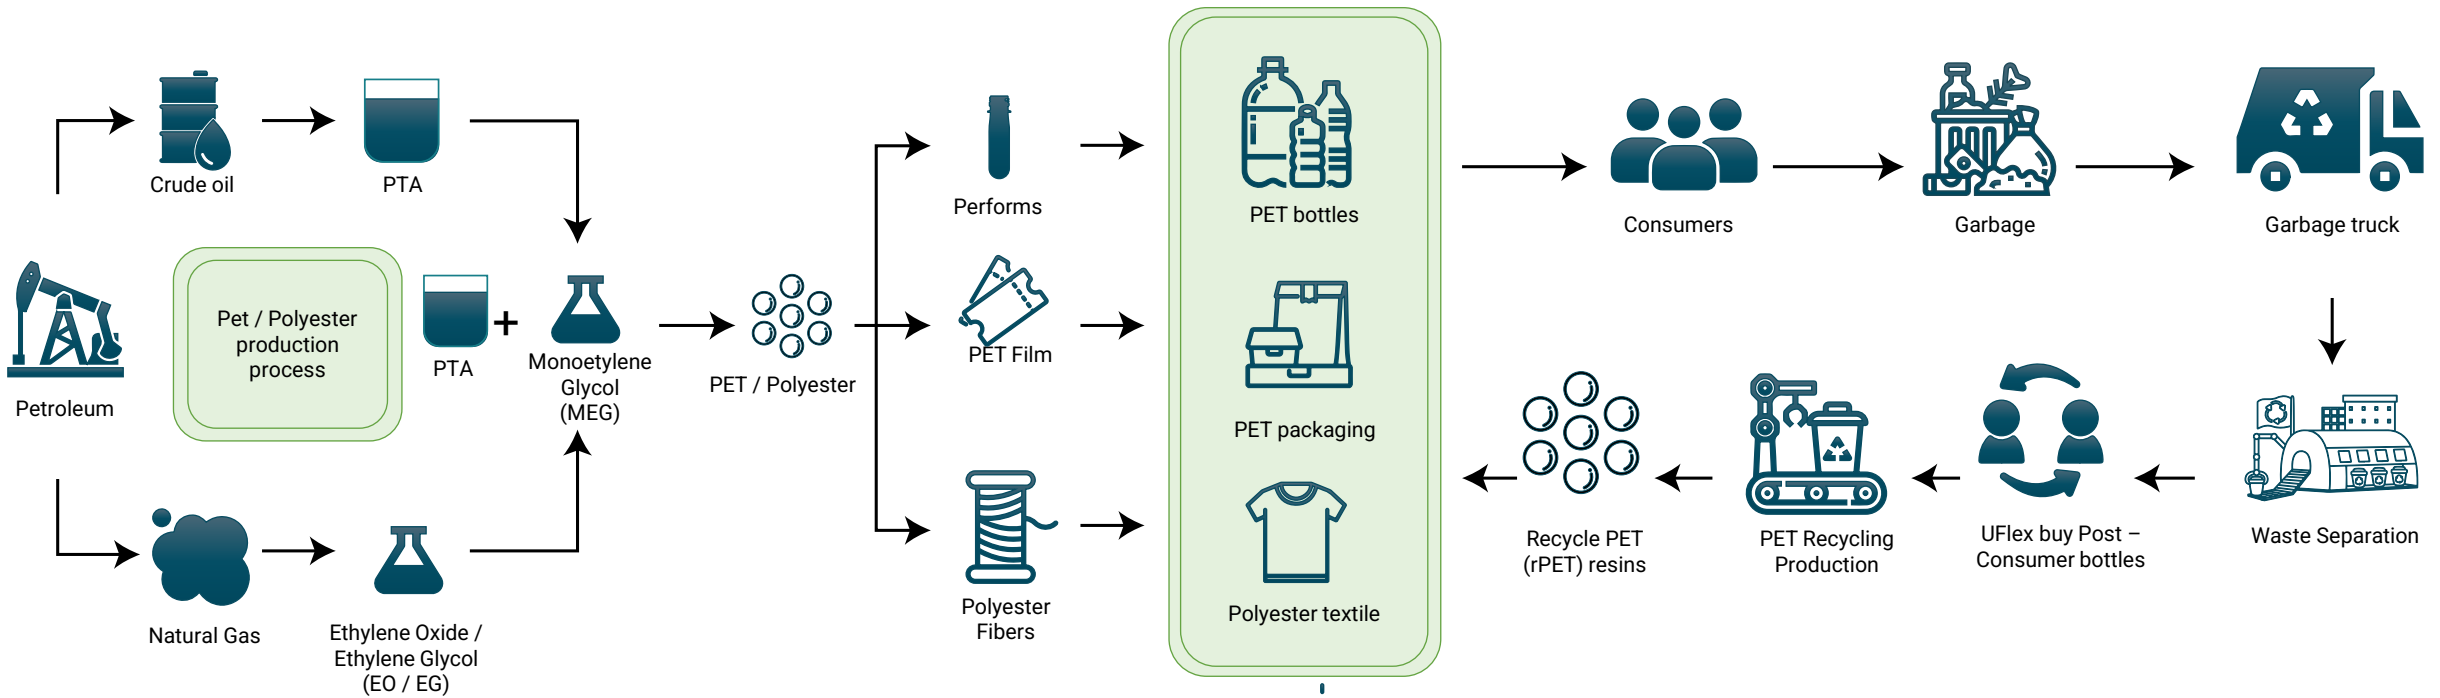 Crude oil
PTA
Petroleum
Pet / Polyester
production
process
PTA
+
Monoetylene
Glycol
(MEG)
Natural Gas
Ethylene Oxide /
Ethylene Glycol
(EO / EG)
PET / Polyester
Performs
PET Film
Polyester
Fibers
PET bottles
PET packaging
Polyester textile
Consumers
Garbage
Garbage truck
Waste Separation
UFlex buy Post –
Consumer bottles
PET Recycling
Production
Recycle PET
(rPET) resins